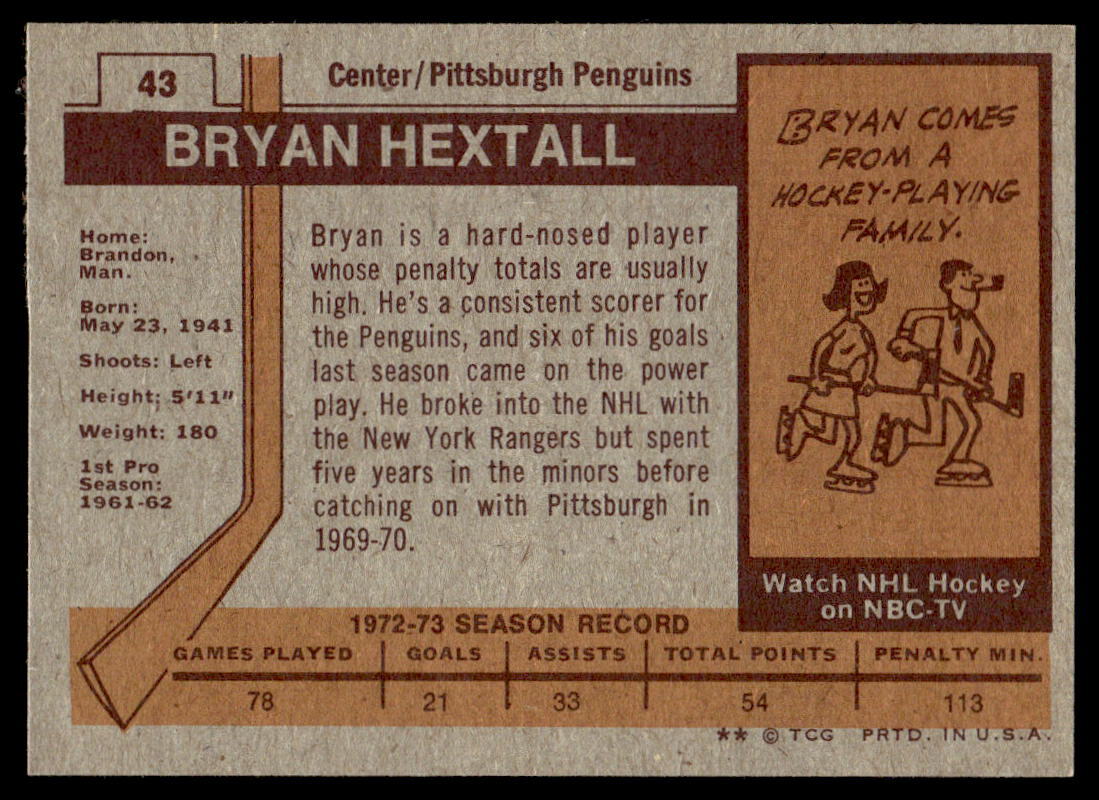 43
Center/Pittsburgh Penguins
BRYAN HEXTALL
Home:
Brandon,
Man.
Born:
May 23, 1941
Shoots: Left
Height: 5'11"
Weight: 180
1st Pro
Season:
1961-62
Bryan is a hard-nosed player
whose penalty totals are usually
high. He's a consistent scorer for
the Penguins, and six of his goals
last season came on the power
play. He broke into the NHL with
the New York Rangers but spent
five years in the minors before
catching on with Pittsburgh in
1969-70.
BRYAN COMES
FROM A
HOCKEY-PLAYING
FAMILY.
Watch NHL Hockey
on NBC-TV
1972-73 SEASON RECORD
GAMES PLAYED GOALS ASSISTS TOTAL POINTS PENALTY MIN.
78 21 33 54 113
** © TCG PRTD. IN U.S.A.